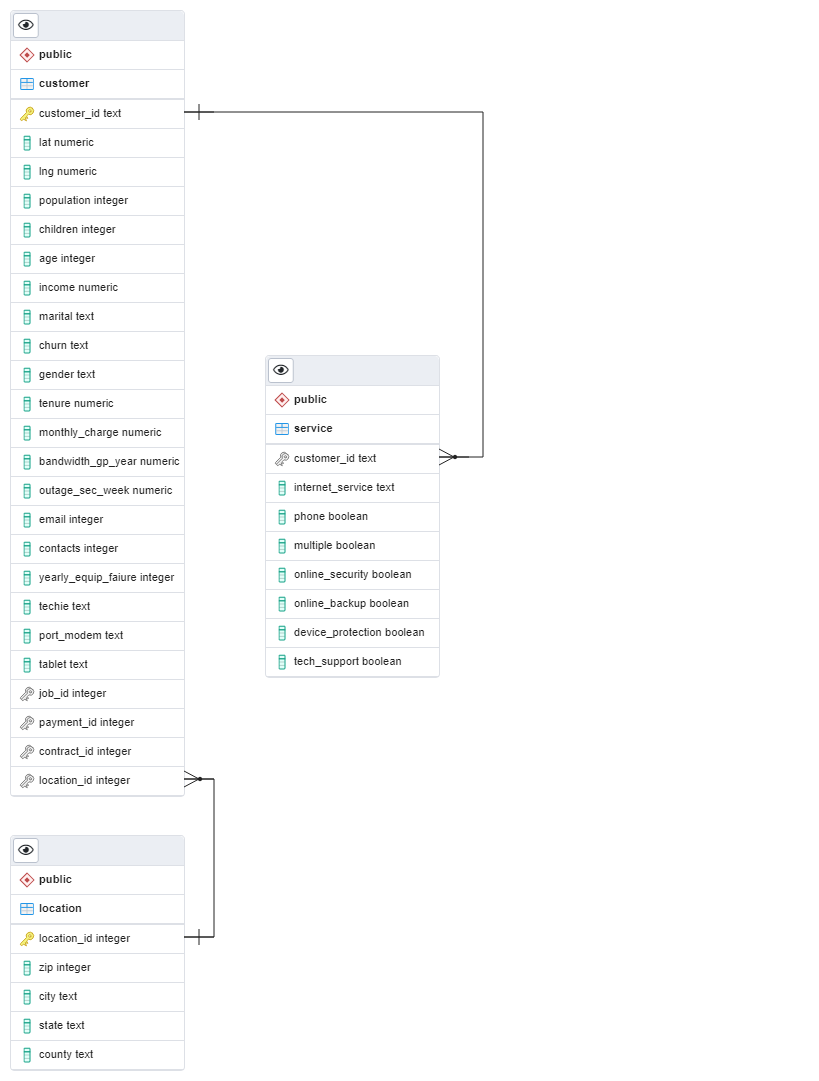 public
customer
customer_id text
lat numeric
lng numeric
population integer
children integer
age integer
income numeric
marital text
churn text
gender text
tenure numeric
monthly_charge numeric
bandwidth_gp_year numeric
outage_sec_week numeric
email integer
contacts integer
yearly_equip_faiure integer
techie text
port_modem text
tablet text
job_id integer
payment_id integer
contract_id integer
location_id integer
public
service
customer_id text
internet_service text
phone boolean
multiple boolean
online_security boolean
online_backup boolean
device_protection boolean
tech_support boolean
public
location
location_id integer
zip integer
city text
state text
county text